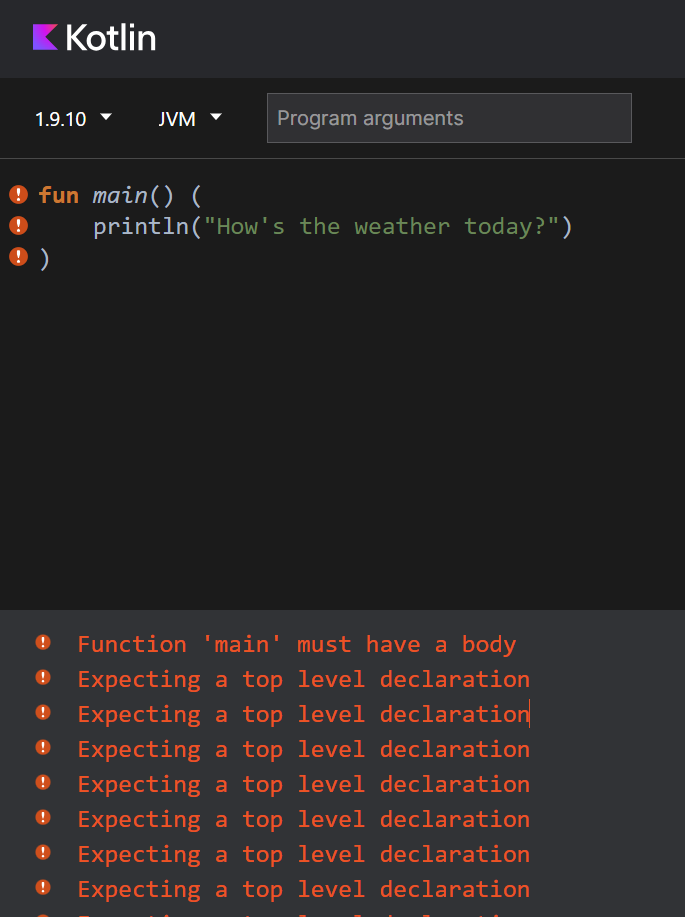 Kotlin
1.9.10 JVM Program arguments
fun main() (
    println("How's the weather today?")
)
Function 'main' must have a body
Expecting a top level declaration
Expecting a top level declaration
Expecting a top level declaration
Expecting a top level declaration
Expecting a top level declaration
Expecting a top level declaration
Expecting a top level declaration